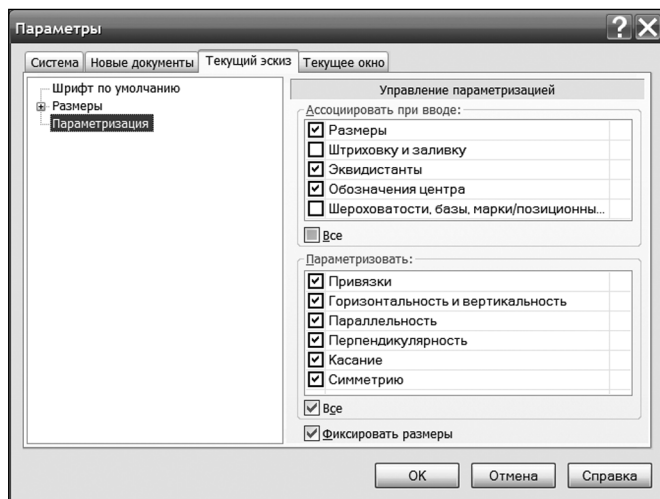 Параметры
Система Новые документы Текущий эскиз Текущее окно
Шрифт по умолчанию
Размеры
Параметризация
Управление параметризацией
Ассоциировать при вводе:
Размеры
Штриховку и заливку
Эквидистанты
Обозначения центра
Шероховатости, базы, марки/позиционны...
Все
Параметризовать:
Привязки
Горизонтальность и вертикальность
Параллельность
Перпендикулярность
Касание
Симметрию
Все
Фиксировать размеры
ОК Отмена Справка